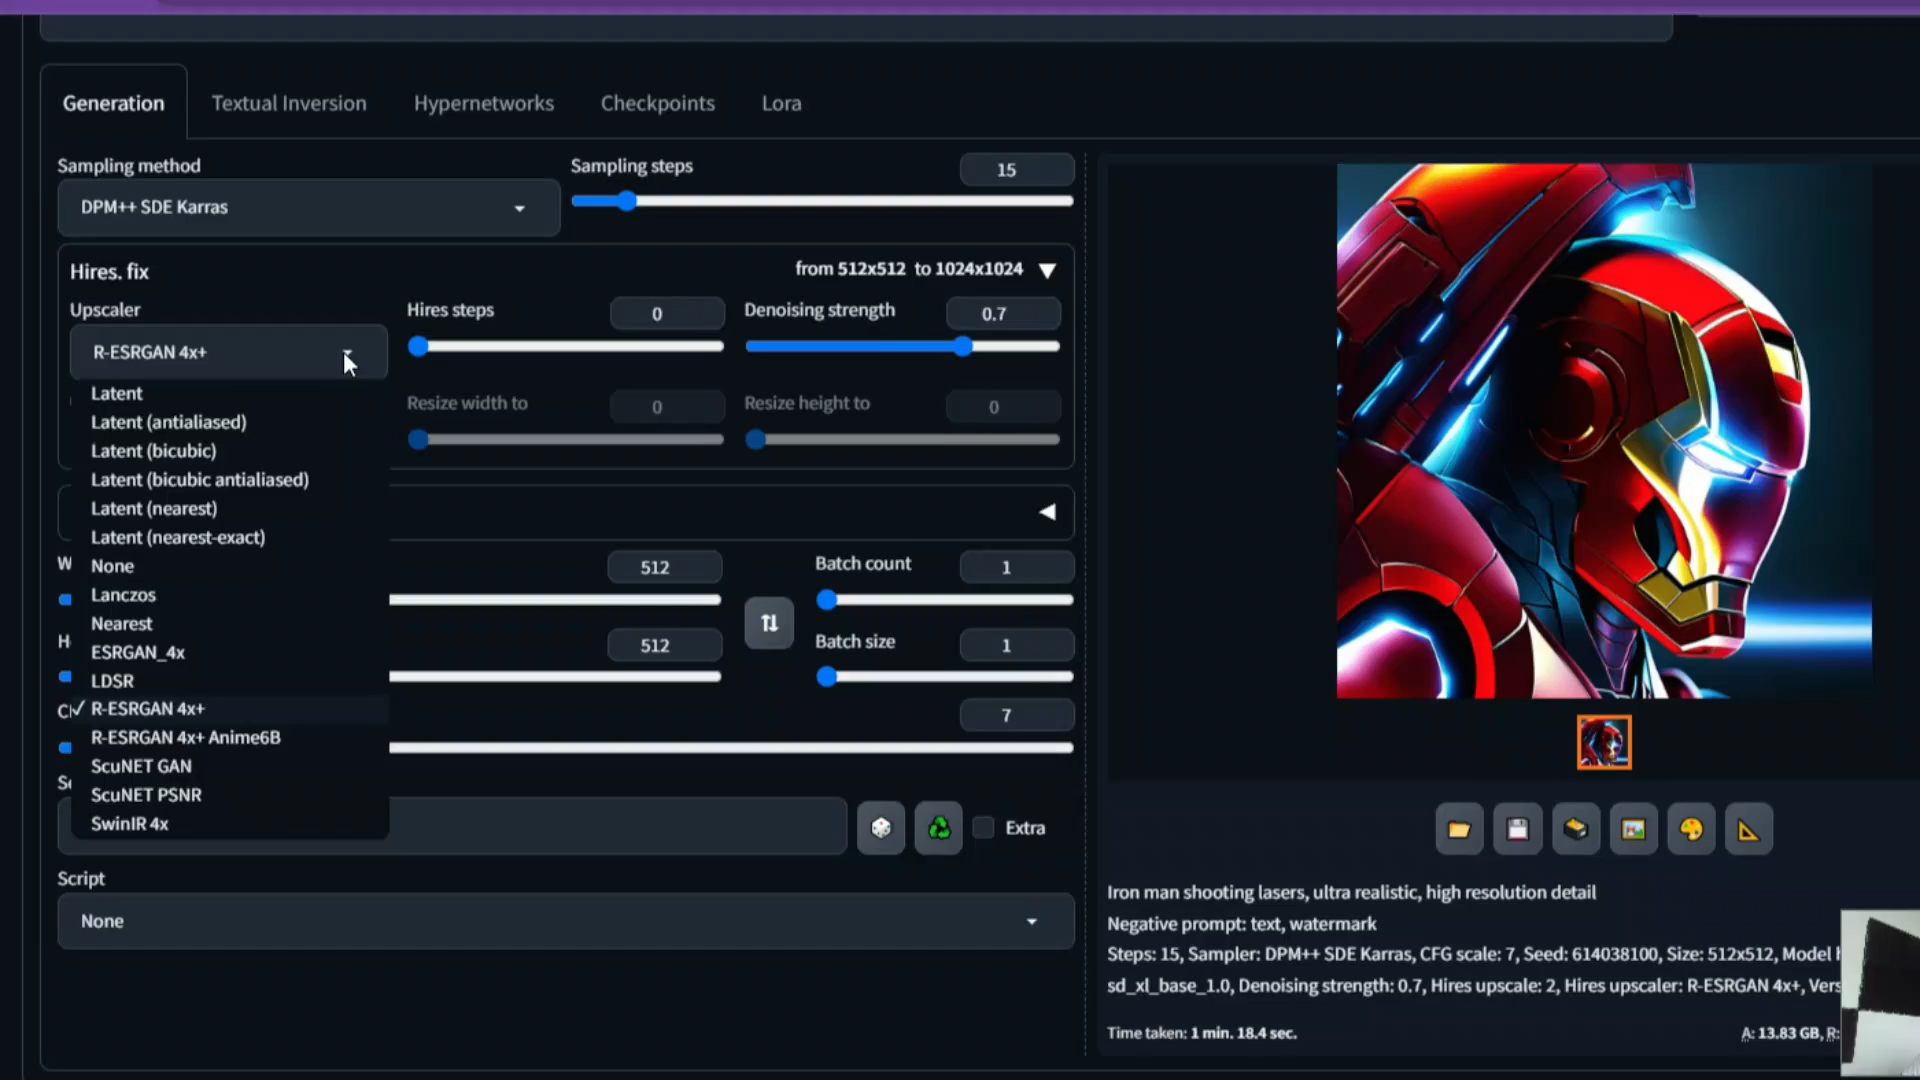 Generation Textual Inversion Hypernetworks Checkpoints Lora
Sampling method
DPM++ SDE Karras
Sampling steps
15
Hires. fix
from 512x512 to 1024x1024
Upscaler
R-ESRGAN 4x+
Hires steps
0
Denoising strength
0.7
Resize width to
0
Resize height to
0
Latent
Latent (antialiased)
Latent (bicubic)
Latent (bicubic antialiased)
Latent (nearest)
Latent (nearest-exact)
None
Lanczos
Nearest
ESRGAN_4x
LDSR
✓ R-ESRGAN 4x+
R-ESRGAN 4x+ Anime6B
ScuNET GAN
ScuNET PSNR
SwinIR 4x
W
512
Batch count
1
H
512
Batch size
1
7
Extra
Script
None
Iron man shooting lasers, ultra realistic, high resolution detail
Negative prompt: text, watermark
Steps: 15, Sampler: DPM++ SDE Karras, CFG scale: 7, Seed: 614038100, Size: 512x512, Model
sd_xl_base_1.0, Denoising strength: 0.7, Hires upscale: 2, Hires upscaler: R-ESRGAN 4x+, Vers
Time taken: 1 min. 18.4 sec.
A: 13.83 GB, R: